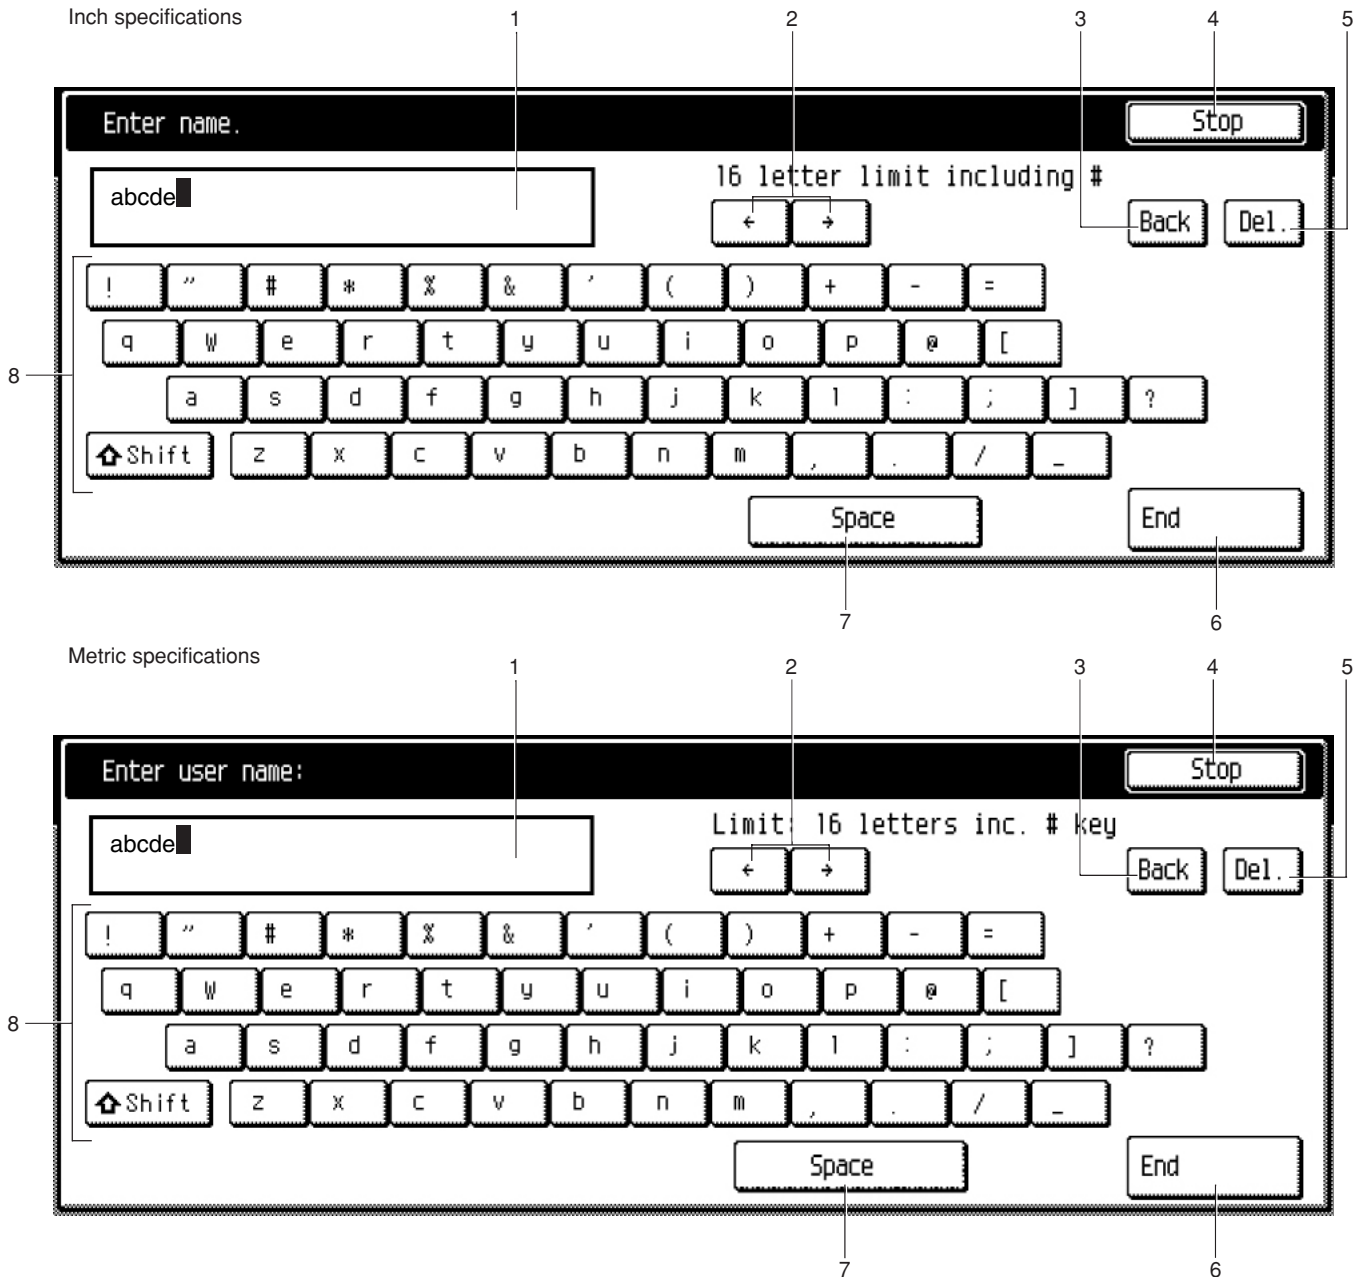 Inch specifications 1 2 3 4 5
Enter name. Stop
16 letter limit including #
abcde ← → Back Del.
! " # * % & ' ( ) + - =
q w e r t y u i o p @ [
8
a s d f g h j k l : ; ] ?
Shift z x c v b n m , . / _
Space End
7 6
Metric specifications 1 2 3 4 5
Enter user name: Stop
Limit: 16 letters inc. # key
abcde ← → Back Del.
! " # * % & ' ( ) + - =
q w e r t y u i o p @ [
8
a s d f g h j k l : ; ] ?
Shift z x c v b n m , . / _
Space End
7 6